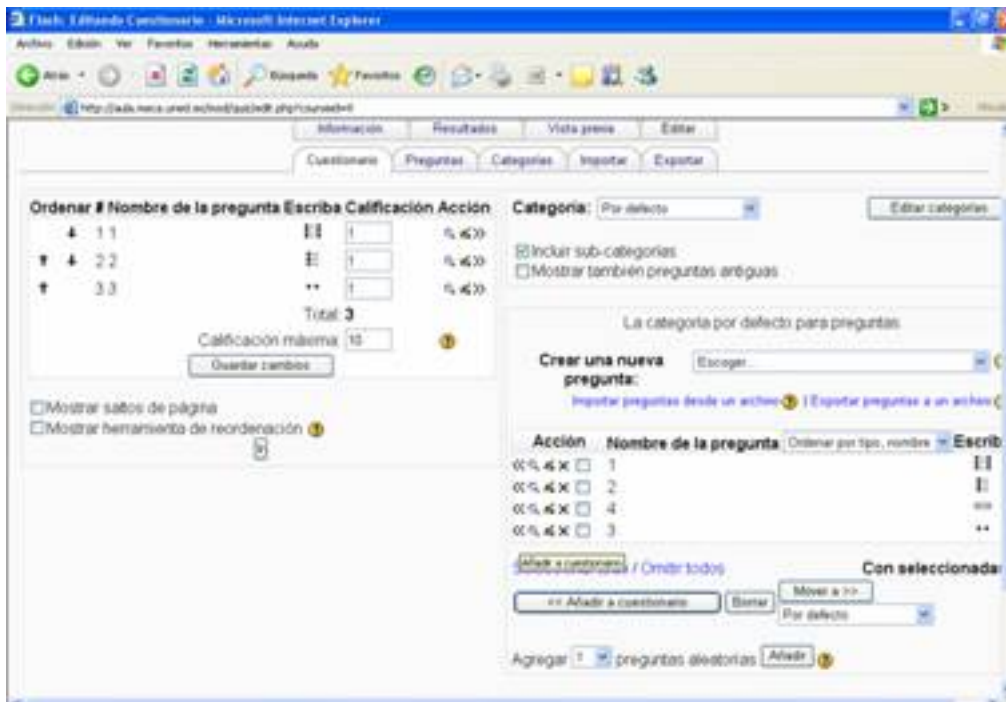 Flash: Editando Cuestionario - Microsoft Internet Explorer
Archivo Edición Ver Favoritos Herramientas Ayuda
Atrás Búsqueda Favoritos
Información Resultados Vista previa Editar
Cuestionario Preguntas Categorías Importar Exportar
Ordenar # Nombre de la pregunta Escriba Calificación Acción
1 1 1
2 2 1
3 3 1
Total: 3
Calificación máxima: 10
Guardar cambios
Mostrar saltos de página
Mostrar herramienta de reordenación
Categoría: Por defecto Editar categorías
Incluir sub-categorías
Mostrar también preguntas antiguas
La categoría por defecto para preguntas
Crear una nueva pregunta: Escoger...
Importar preguntas desde un archivo | Exportar preguntas a un archivo
Acción Nombre de la pregunta Ordenar por tipo, nombre Escrib
1
2
4
3
Añadir a cuestionario / Omitir todos Con seleccionadas
<< Añadir a cuestionario Borrar Mover a >>
Por defecto
Agregar 1 preguntas aleatorias Añadir